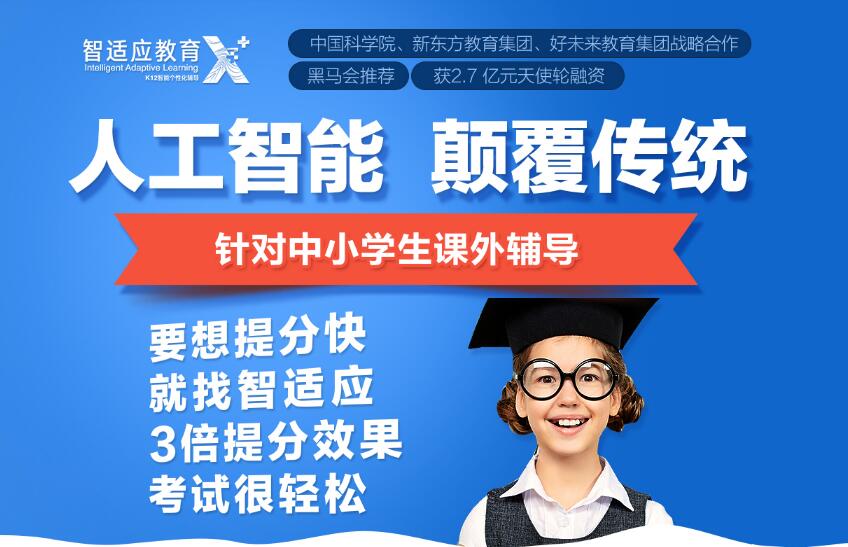 智适应教育
Intelligent Adaptive Learning
K12智能个性化辅导
中国科学院、新东方教育集团、好未来教育集团战略合作
黑马会推荐
获2.7 亿元天使轮融资
人工智能 颠覆传统
针对中小学生课外辅导
要想提分快
就找智适应
3倍提分效果
考试很轻松